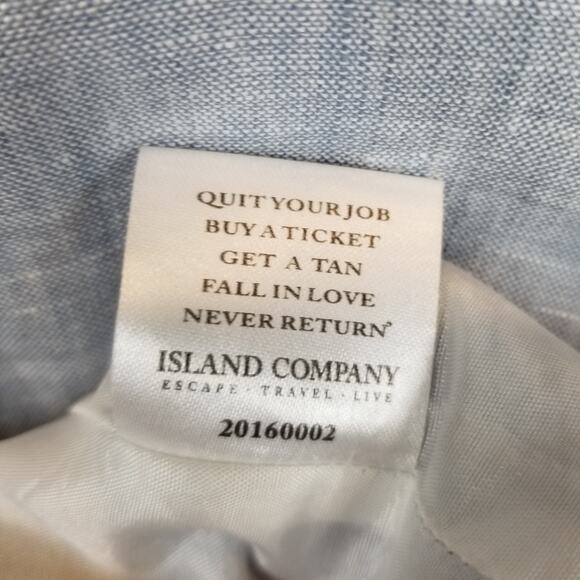 QUIT YOUR JOB
BUY A TICKET
GET A TAN
FALL IN LOVE
NEVER RETURN®
ISLAND COMPANY
ESCAPE · TRAVEL · LIVE
20160002